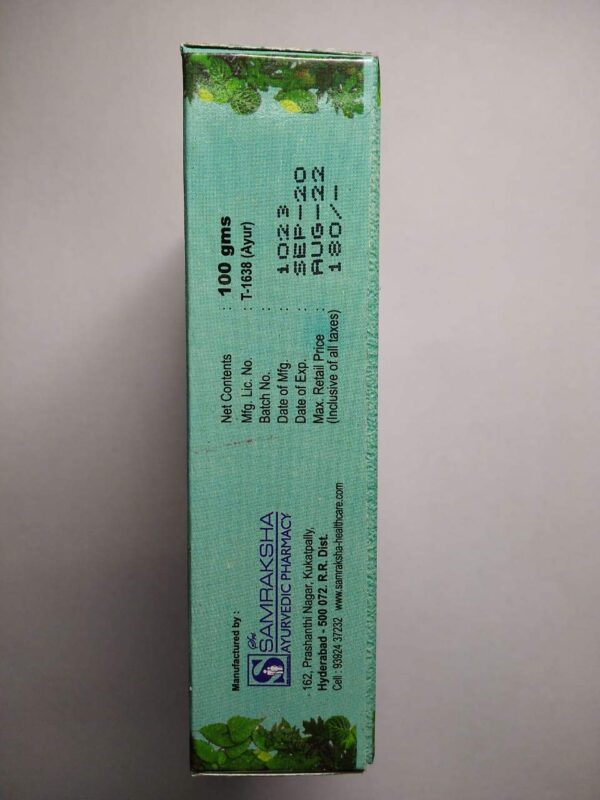 Net Contents : 100 gms
Mfg. Lic. No. : T-1638 (Ayur)
Batch No. :
Date of Mfg. : 1023
Date of Exp. : SEP-20
Max. Retail Price : AUG-22
(Inclusive of all taxes) 180/-
Manufactured by :
Sri
SAMRAKSHA
AYURVEDIC PHARMACY
162, Prashanthi Nagar, Kukatpally,
Hyderabad - 500 072. R.R. Dist.
Cell : 93924 37232 www.samraksha-healthcare.com